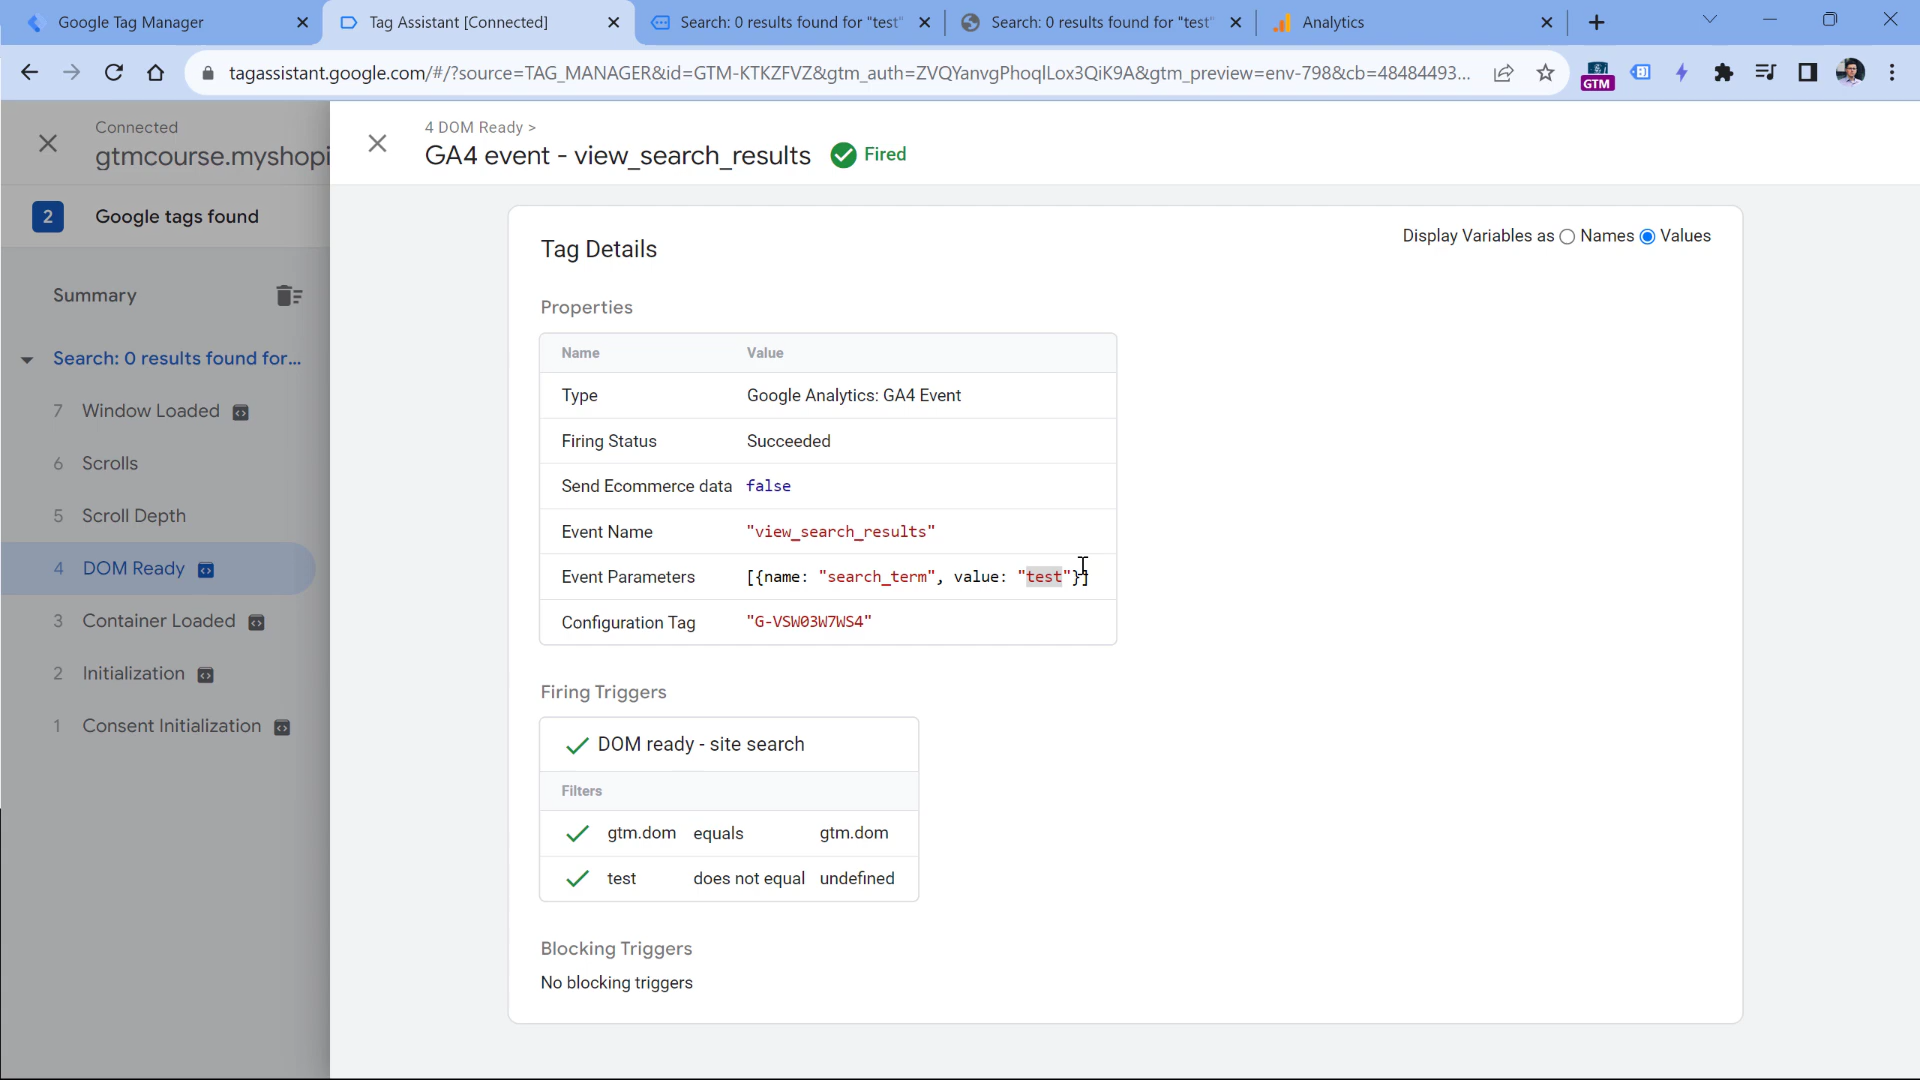 Google Tag Manager
Tag Assistant [Connected]
Search: 0 results found for "test"
Search: 0 results found for "test"
Analytics
tagassistant.google.com/#/?source=TAG_MANAGER&id=GTM-KTKZFVZ&gtm_auth=ZVQYanvgPhoqlLox3QiK9A&gtm_preview=env-798&cb=48484493...
GTM
Connected
gtmcourse.myshopi
2 Google tags found
Summary
Search: 0 results found for...
7 Window Loaded
6 Scrolls
5 Scroll Depth
4 DOM Ready
3 Container Loaded
2 Initialization
1 Consent Initialization
4 DOM Ready >
GA4 event - view_search_results Fired
Tag Details
Display Variables as Names Values
Properties
Name Value
Type Google Analytics: GA4 Event
Firing Status Succeeded
Send Ecommerce data false
Event Name "view_search_results"
Event Parameters [{name: "search_term", value: "test"}]
Configuration Tag "G-VSW03W7WS4"
Firing Triggers
DOM ready - site search
Filters
gtm.dom equals gtm.dom
test does not equal undefined
Blocking Triggers
No blocking triggers